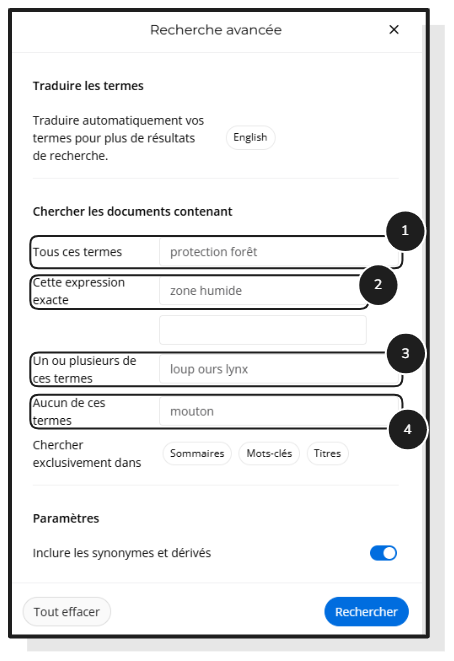 Recherche avancée ×
Traduire les termes
Traduire automatiquement vos
termes pour plus de résultats
de recherche.
English
Chercher les documents contenant
1
Tous ces termes protection forêt
2
Cette expression
exacte
zone humide
3
Un ou plusieurs de
ces termes
loup ours lynx
Aucun de ces
termes
mouton
4
Chercher
exclusivement dans
Sommaires Mots-clés Titres
Paramètres
Inclure les synonymes et dérivés
Tout effacer Rechercher